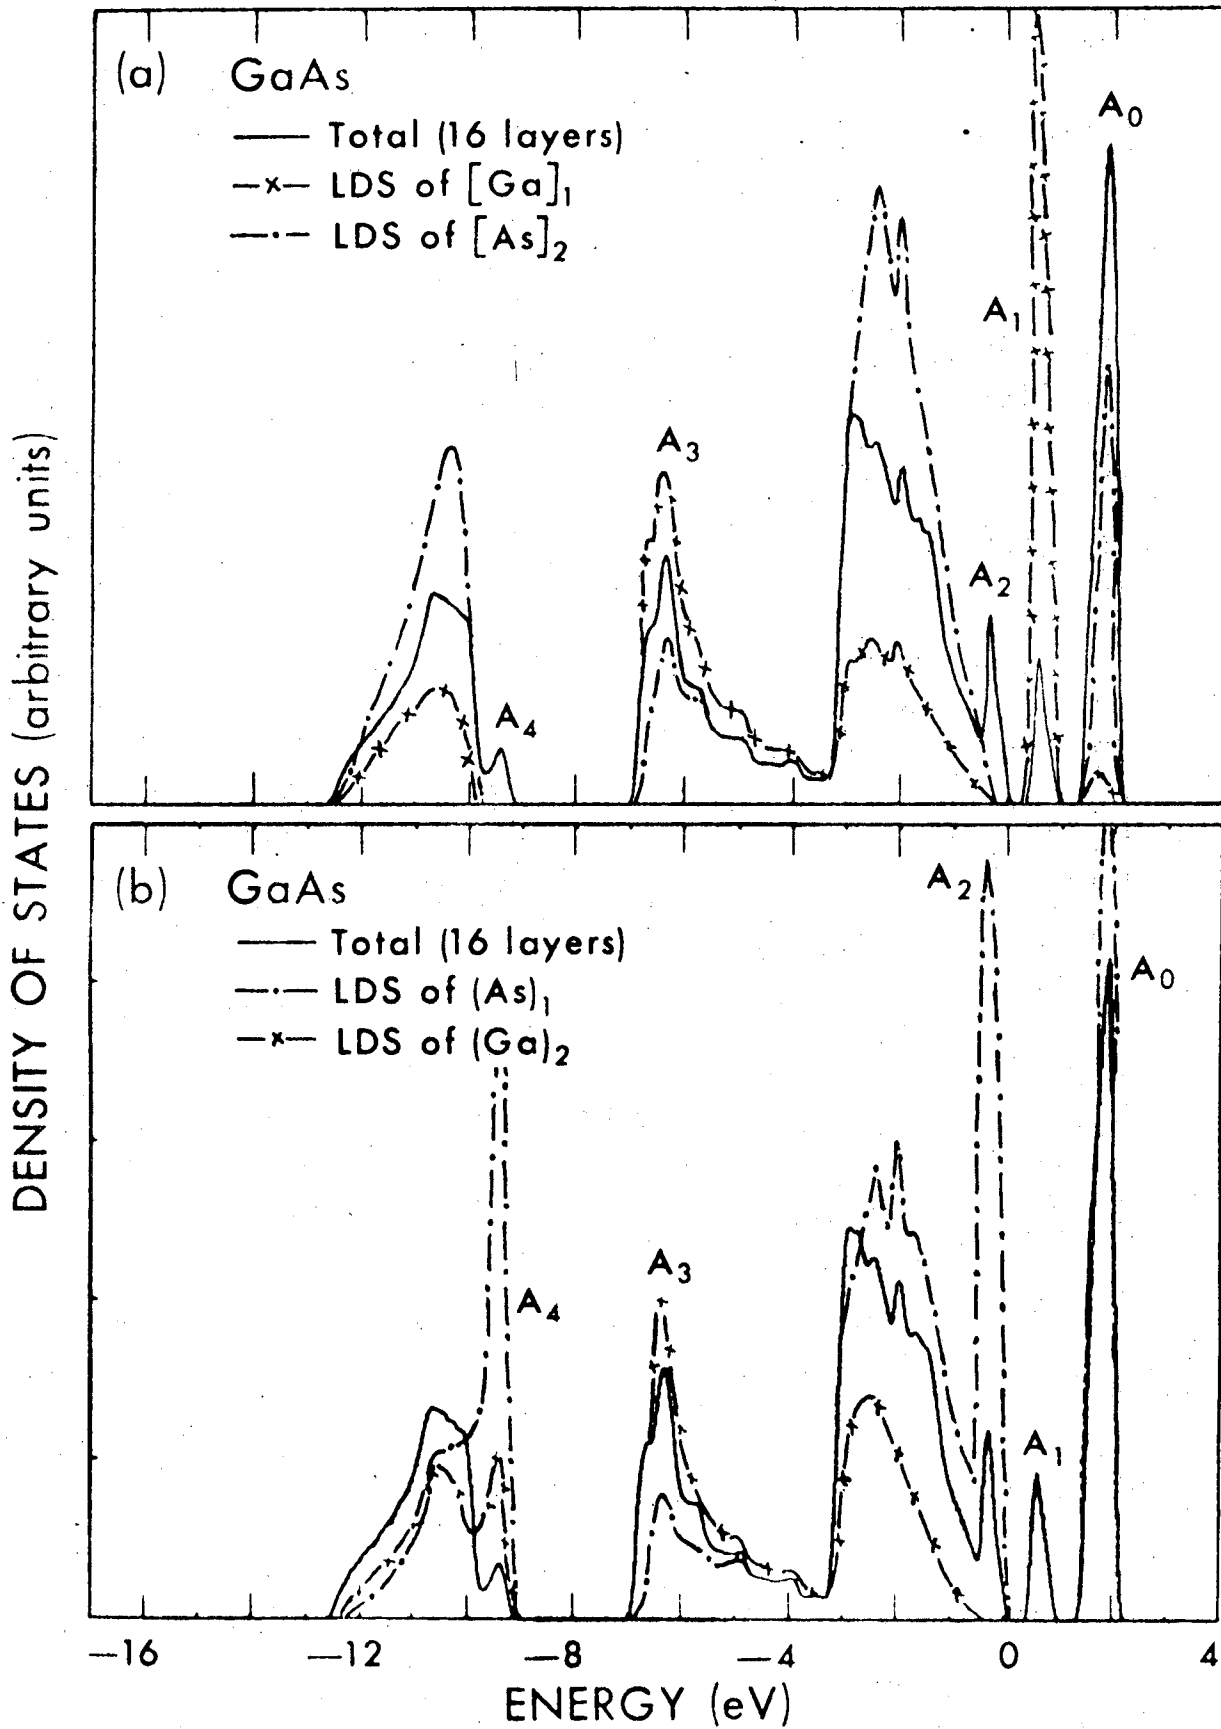 (a) GaAs
Total (16 layers)
—x— LDS of [Ga]₁
—·— LDS of [As]₂
A₀
A₁
A₂
A₃
A₄
(b) GaAs
Total (16 layers)
—·— LDS of (As)₁
—x— LDS of (Ga)₂
A₂
A₀
A₃
A₄
A₁
DENSITY OF STATES (arbitrary units)
—16 —12 —8 —4 0 4
ENERGY (eV)